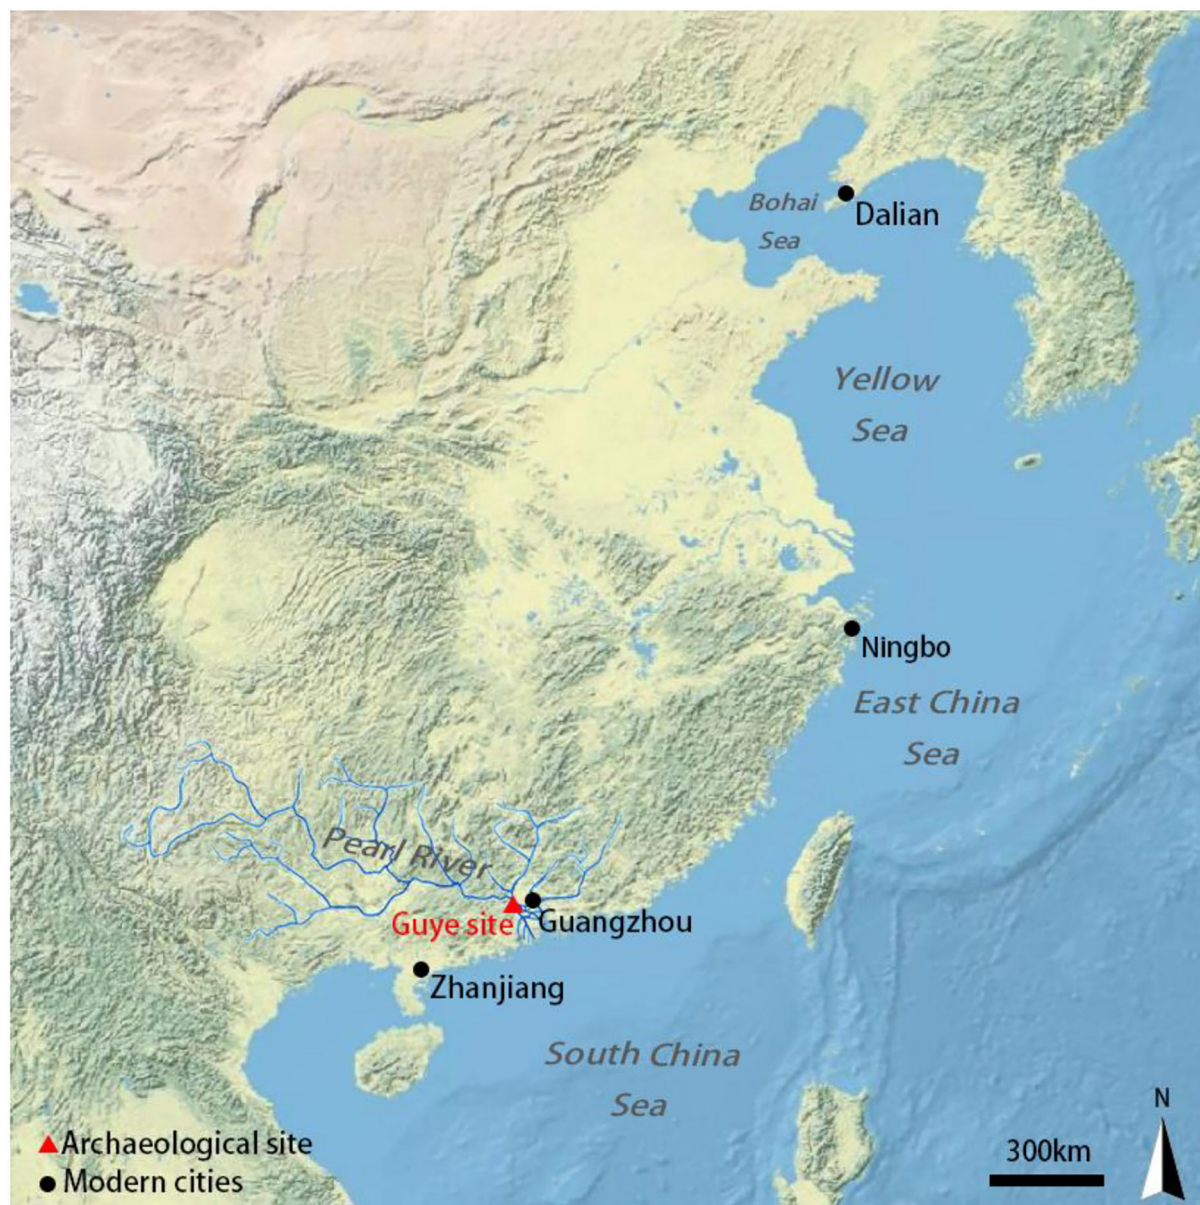 Bohai
Sea
Dalian
Yellow
Sea
Ningbo
East China
Sea
Pearl River
Guye site
Guangzhou
Zhanjiang
South China
Sea
N
▲Archaeological site
● Modern cities
300km